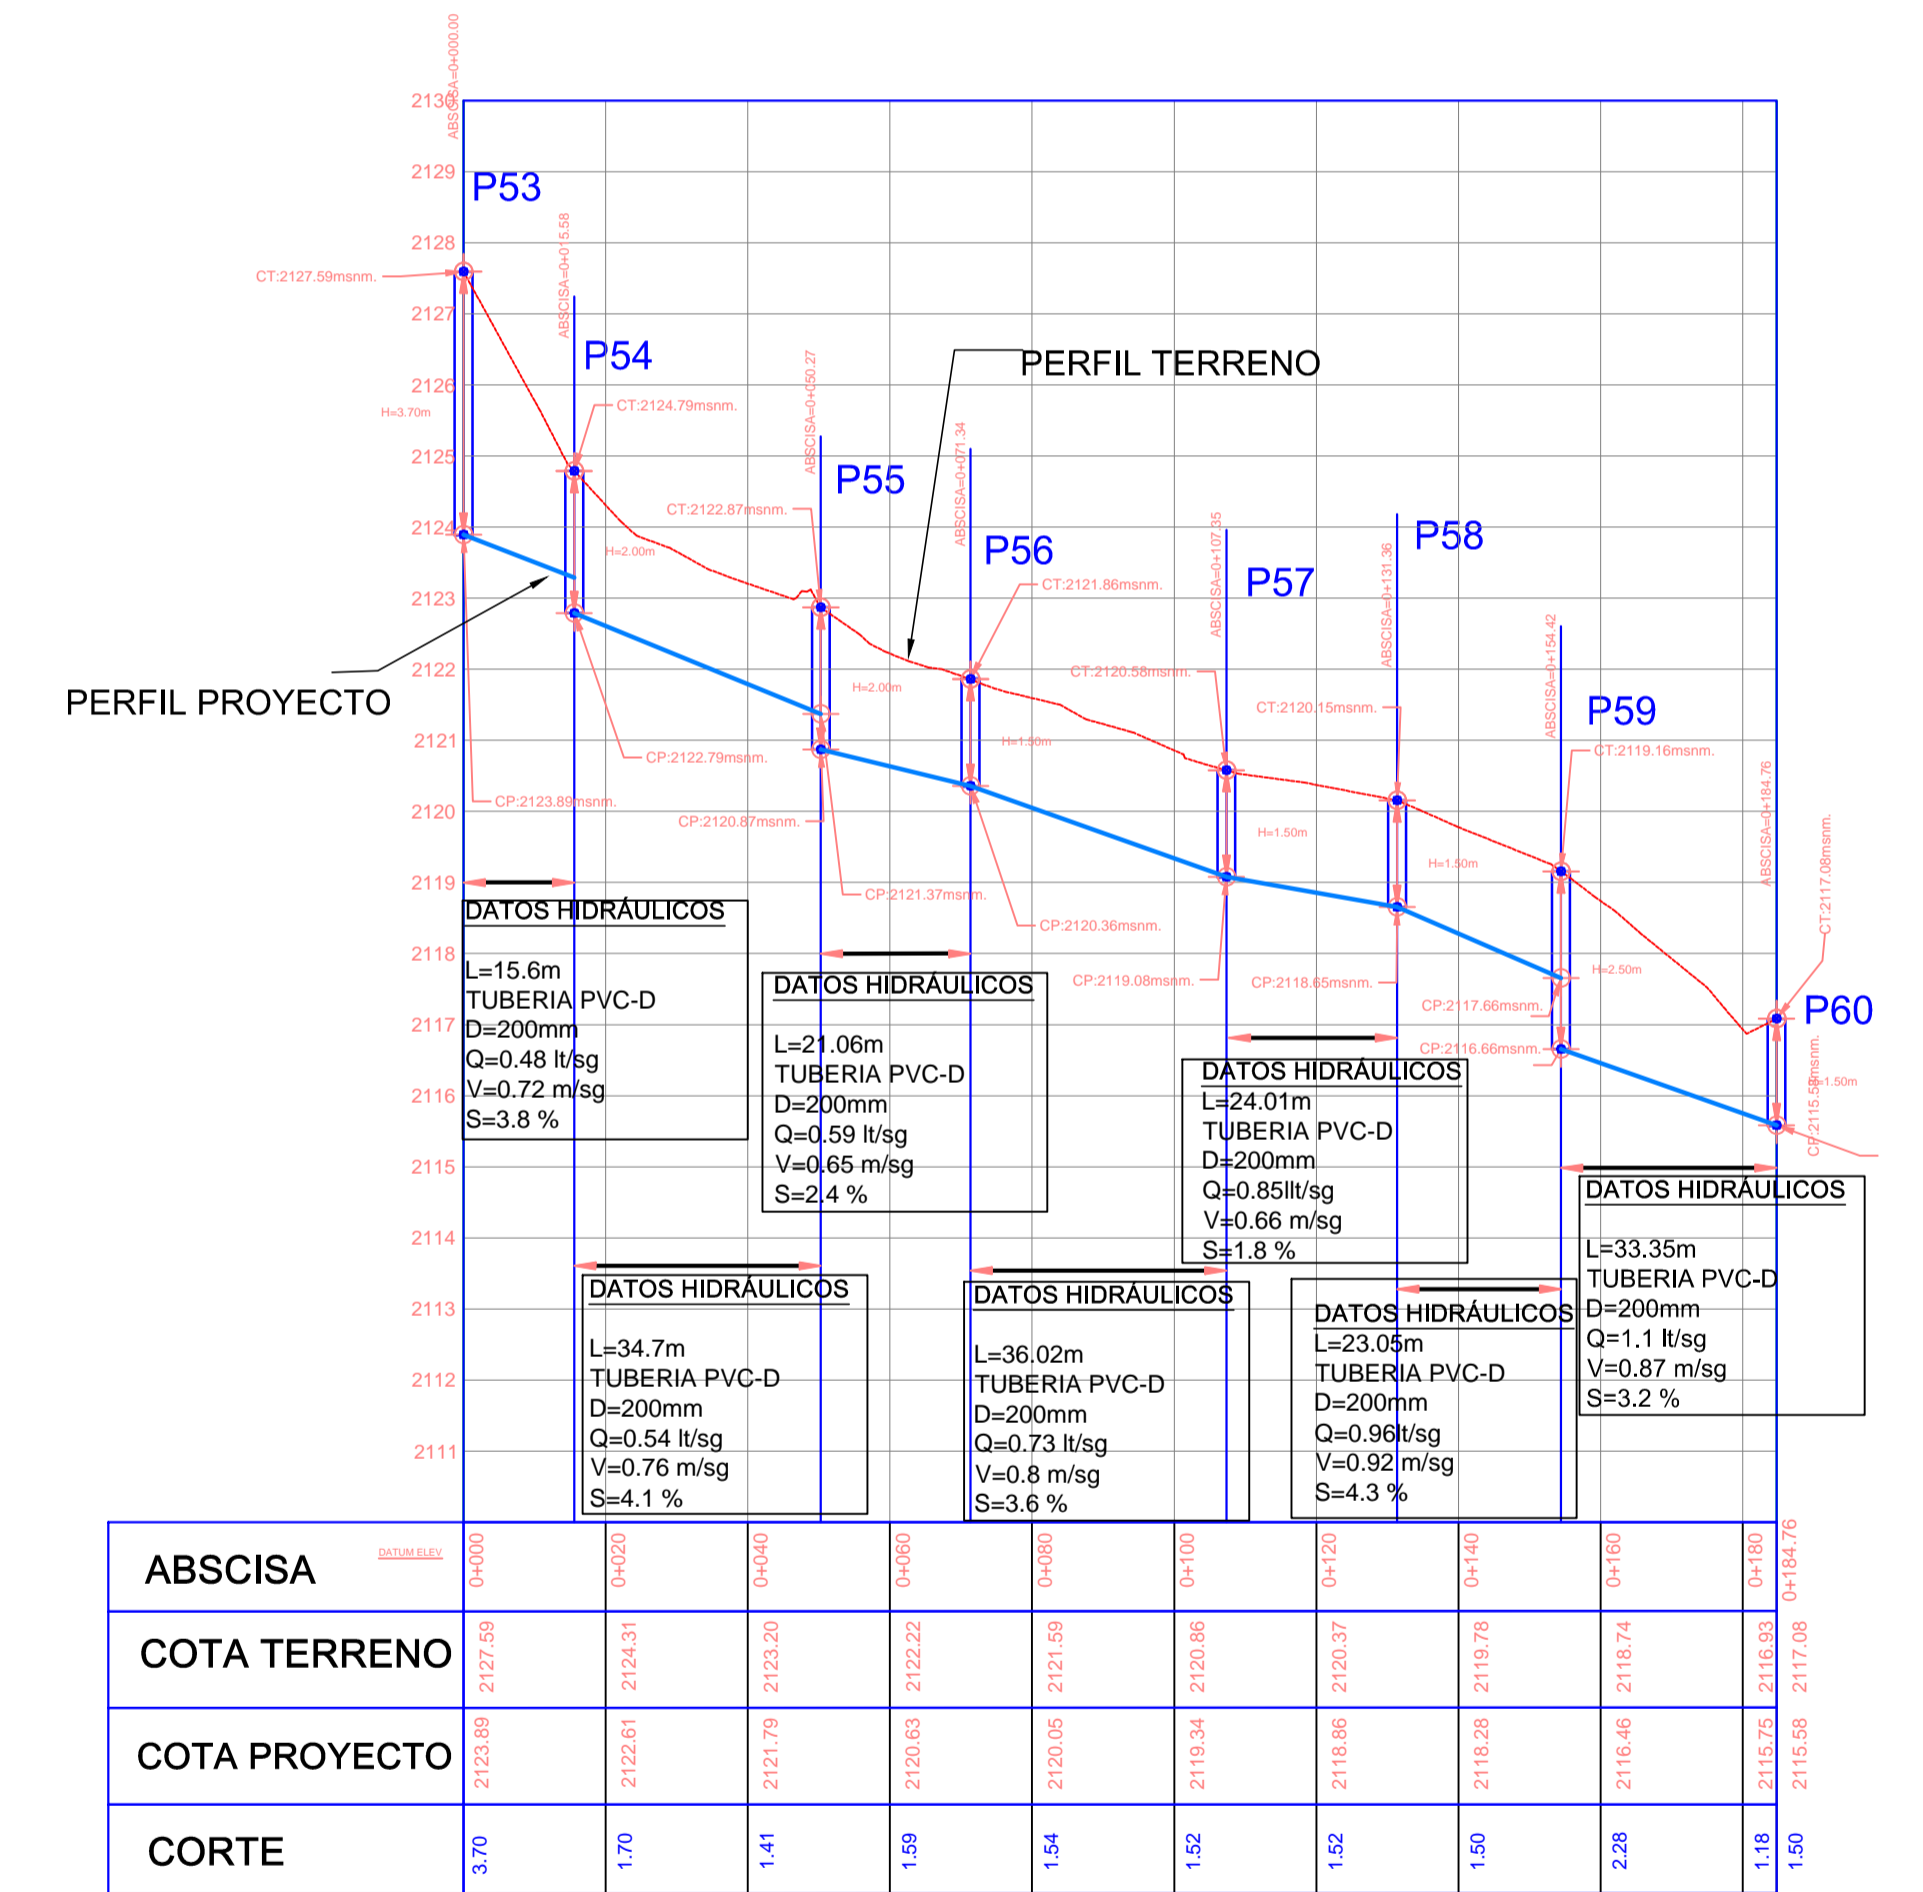 ABSCISA=0+000.00
2130
2129
2128
2127
2126
2125
2124
2123
2122
2121
2120
2119
2118
2117
2116
2115
2114
2113
2112
2111
P53
CT:2127.59msnm.
H=3.70m
CP:2123.89msnm.
ABSCISA=0+015.58
P54
CT:2124.79msnm.
H=2.00m
CP:2122.79msnm.
PERFIL TERRENO
PERFIL PROYECTO
ABSCISA=0+050.27
P55
CT:2122.87msnm.
H=2.00m
CP:2120.87msnm.
CP:2121.37msnm.
ABSCISA=0+071.34
P56
CT:2121.86msnm.
H=1.50m
CP:2120.36msnm.
ABSCISA=0+107.35
P57
CT:2120.58msnm.
H=1.50m
CP:2119.08msnm.
ABSCISA=0+131.36
P58
CT:2120.15msnm.
H=1.50m
CP:2118.65msnm.
ABSCISA=0+154.42
P59
CT:2119.16msnm.
H=2.50m
CP:2117.66msnm.
CP:2116.66msnm.
ABSCISA=0+184.76
P60
CT:2117.08msnm.
H=1.50m
CP:2115.58msnm.
DATOS HIDRÁULICOS
L=15.6m
TUBERIA PVC-D
D=200mm
Q=0.48 lt/sg
V=0.72 m/sg
S=3.8 %
DATOS HIDRÁULICOS
L=34.7m
TUBERIA PVC-D
D=200mm
Q=0.54 lt/sg
V=0.76 m/sg
S=4.1 %
DATOS HIDRÁULICOS
L=21.06m
TUBERIA PVC-D
D=200mm
Q=0.59 lt/sg
V=0.65 m/sg
S=2.4 %
DATOS HIDRÁULICOS
L=36.02m
TUBERIA PVC-D
D=200mm
Q=0.73 lt/sg
V=0.8 m/sg
S=3.6 %
DATOS HIDRÁULICOS
L=24.01m
TUBERIA PVC-D
D=200mm
Q=0.85llt/sg
V=0.66 m/sg
S=1.8 %
DATOS HIDRÁULICOS
L=23.05m
TUBERIA PVC-D
D=200mm
Q=0.96lt/sg
V=0.92 m/sg
S=4.3 %
DATOS HIDRÁULICOS
L=33.35m
TUBERIA PVC-D
D=200mm
Q=1.1 lt/sg
V=0.87 m/sg
S=3.2 %
ABSCISA DATUM ELEV 0+000 0+020 0+040 0+060 0+080 0+100 0+120 0+140 0+160 0+180 0+184.76
COTA TERRENO 2127.59 2124.31 2123.20 2122.22 2121.59 2120.86 2120.37 2119.78 2118.74 2116.93 2117.08
COTA PROYECTO 2123.89 2122.61 2121.79 2120.63 2120.05 2119.34 2118.86 2118.28 2116.46 2115.75 2115.58
CORTE 3.70 1.70 1.41 1.59 1.54 1.52 1.52 1.50 2.28 1.18 1.50